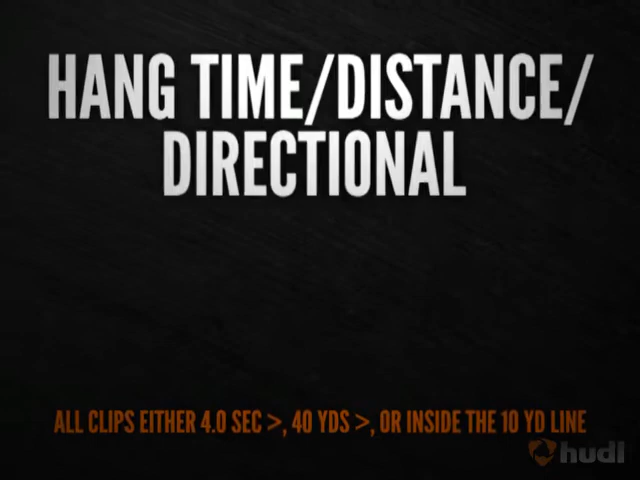 HANG TIME/DISTANCE/
DIRECTIONAL
ALL CLIPS EITHER 4.0 SEC >, 40 YDS >, OR INSIDE THE 10 YD LINE
hudl